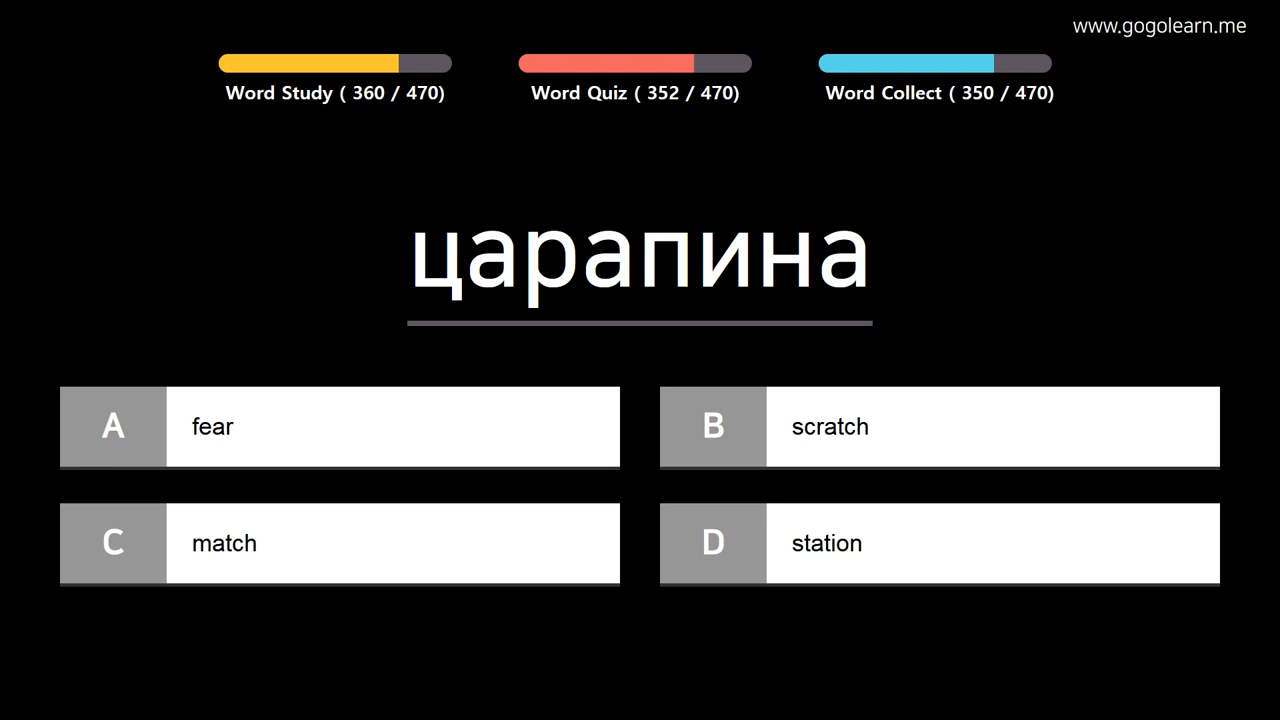 www.gogolearn.me
Word Study ( 360 / 470)
Word Quiz ( 352 / 470)
Word Collect ( 350 / 470)
царапина
A fear
B scratch
C match
D station